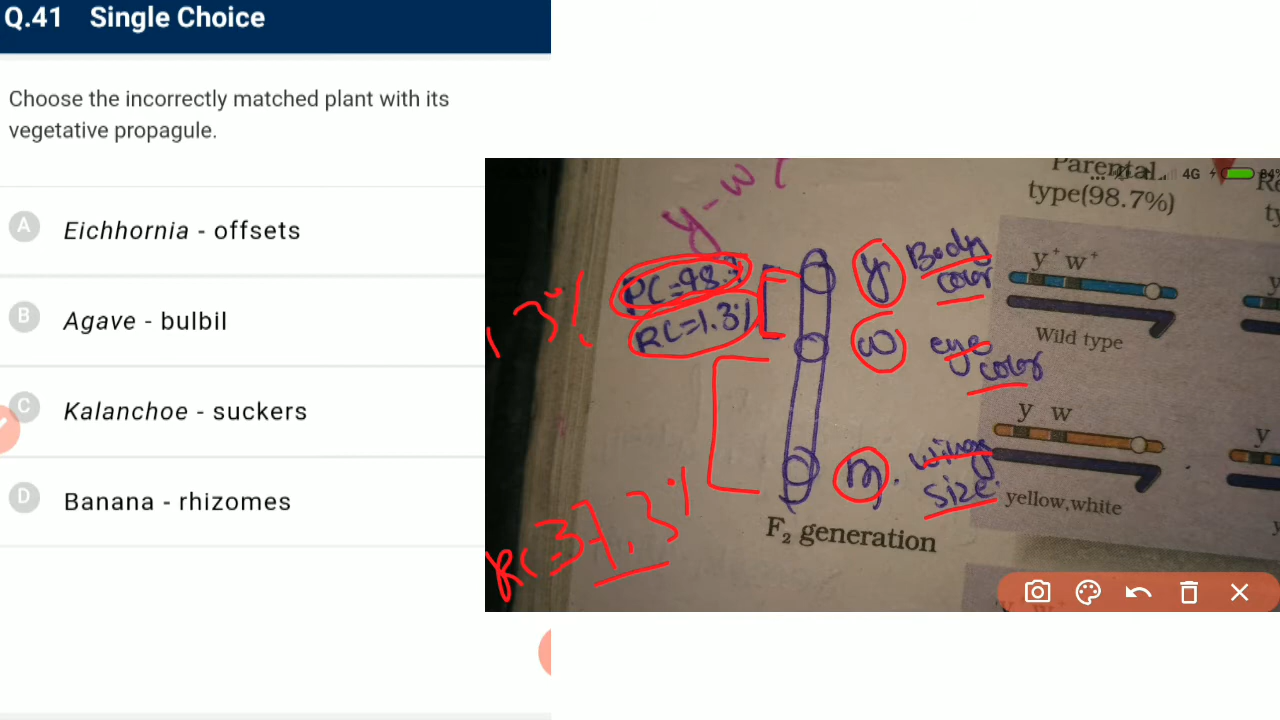 Q.41 Single Choice
Choose the incorrectly matched plant with its
vegetative propagule.
A Eichhornia - offsets
B Agave - bulbil
C Kalanchoe - suckers
D Banana - rhizomes
y-w
Parental
type(98.7%)
4G
PC=98.7
RC=1.3%
1.3%
y Body
color
w eye
color
m. wings
size.
RC=37.3%
y+ w+
Wild type
y w
yellow,white
y
y
F2 generation